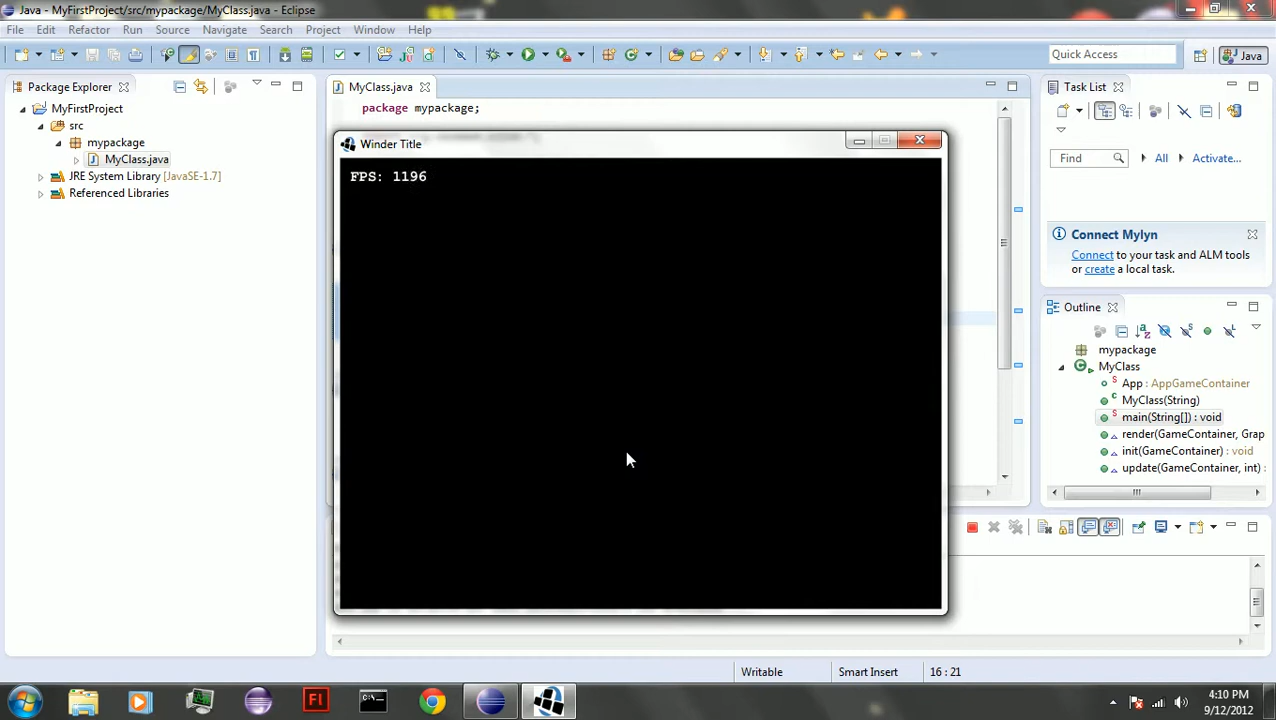 Java - MyFirstProject/src/mypackage/MyClass.java - Eclipse
File Edit Refactor Run Source Search Project Navigate Window Help
Quick Access
Java
Package Explorer
MyFirstProject
src
mypackage
MyClass.java
JRE System Library [JavaSE-1.7]
Referenced Libraries
MyClass.java
package mypackage;
Winder Title
FPS: 1196
Task List
Find
All
Activate...
Connect Mylyn
Connect to your task and ALM tools
or create a local task.
Outline
mypackage
MyClass
App : AppGameContainer
MyClass(String)
main(String[]) : void
render(GameContainer, Grap
init(GameContainer) : void
update(GameContainer, int) :
Writable
Smart Insert
16 : 21
Fl
4:10 PM
9/12/2012